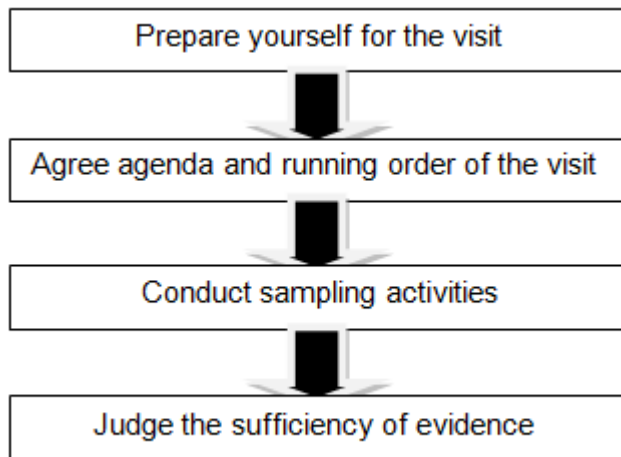 Prepare yourself for the visit
Agree agenda and running order of the visit
Conduct sampling activities
Judge the sufficiency of evidence